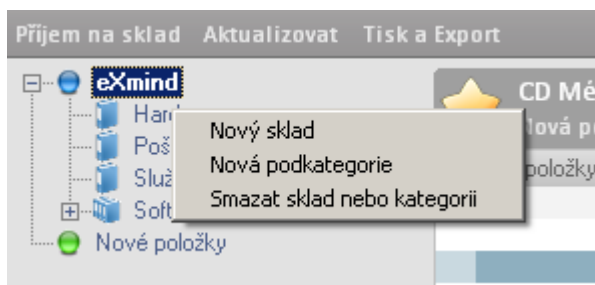 Příjem na sklad Aktualizovat Tisk a Export
eXmind
Nový sklad
Nová podkategorie
Smazat sklad nebo kategorii
Nové položky
CD
položky